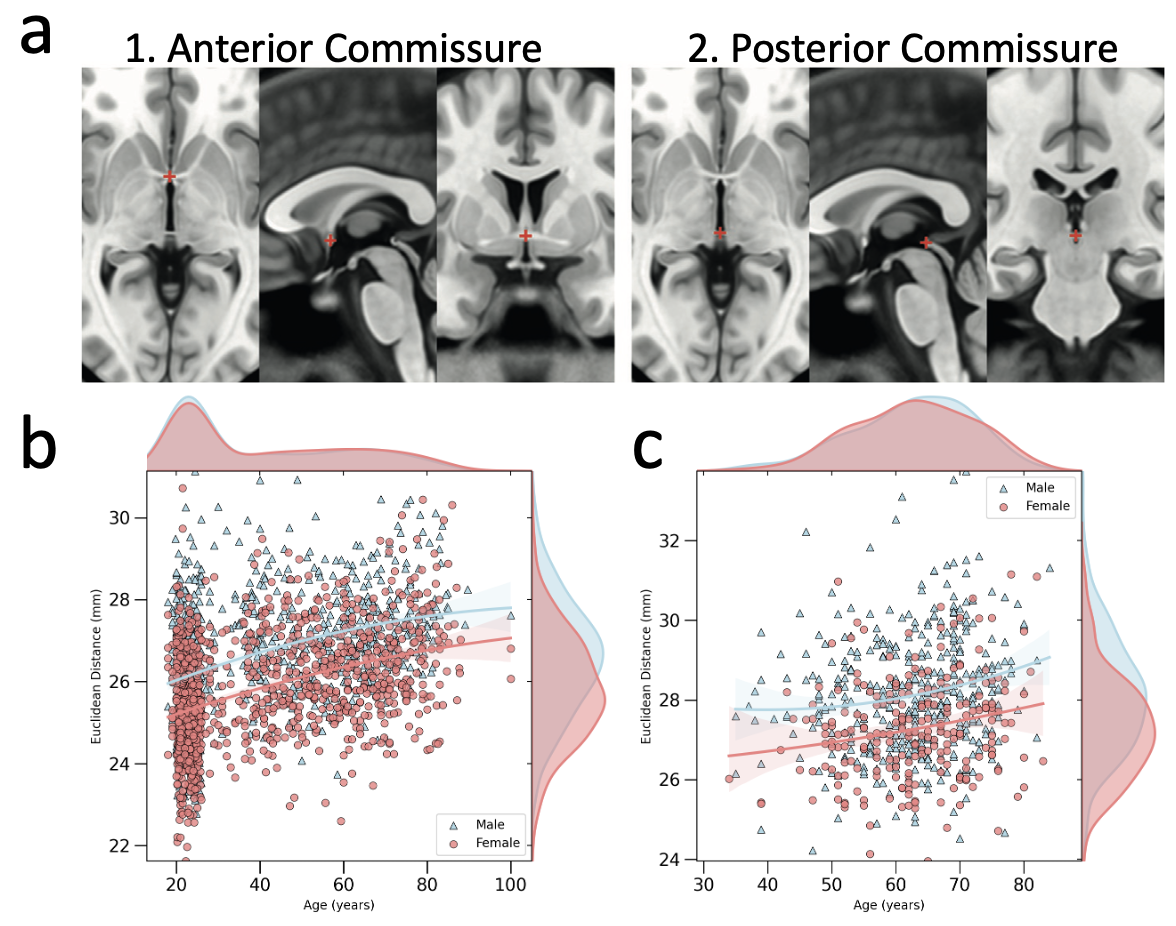 a
1. Anterior Commissure
2. Posterior Commissure
b
30
28
26
24
22
Euclidean Distance (mm)
20 40 60 80 100
Age (years)
Male
Female
c
32
30
28
26
24
Euclidean Distance (mm)
30 40 50 60 70 80
Age (years)
Male
Female